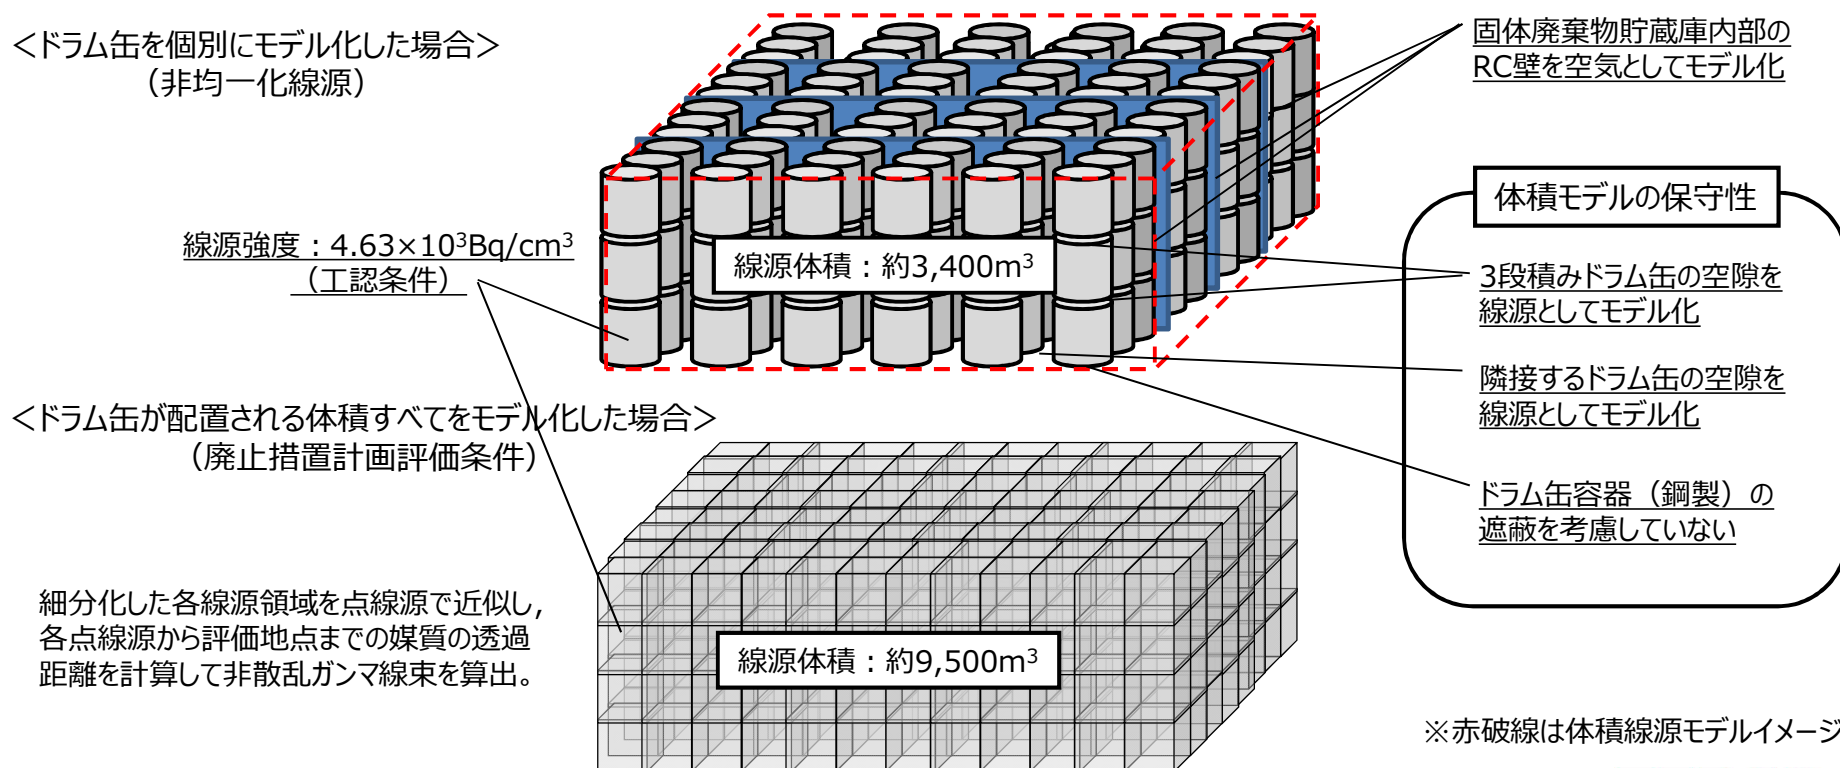 ＜ドラム缶を個別にモデル化した場合＞
（非均一化線源）
固体廃棄物貯蔵庫内部の
RC壁を空気としてモデル化
線源強度：4.63×10³Bq/cm³
（工認条件）
線源体積：約3,400m³
体積モデルの保守性
3段積みドラム缶の空隙を
線源としてモデル化
隣接するドラム缶の空隙を
線源としてモデル化
ドラム缶容器（鋼製）の
遮蔽を考慮していない
＜ドラム缶が配置される体積すべてをモデル化した場合＞
（廃止措置計画評価条件）
細分化した各線源領域を点線源で近似し，
各点線源から評価地点までの媒質の透過
距離を計算して非散乱ガンマ線束を算出。
線源体積：約9,500m³
※赤破線は体積線源モデルイメージ